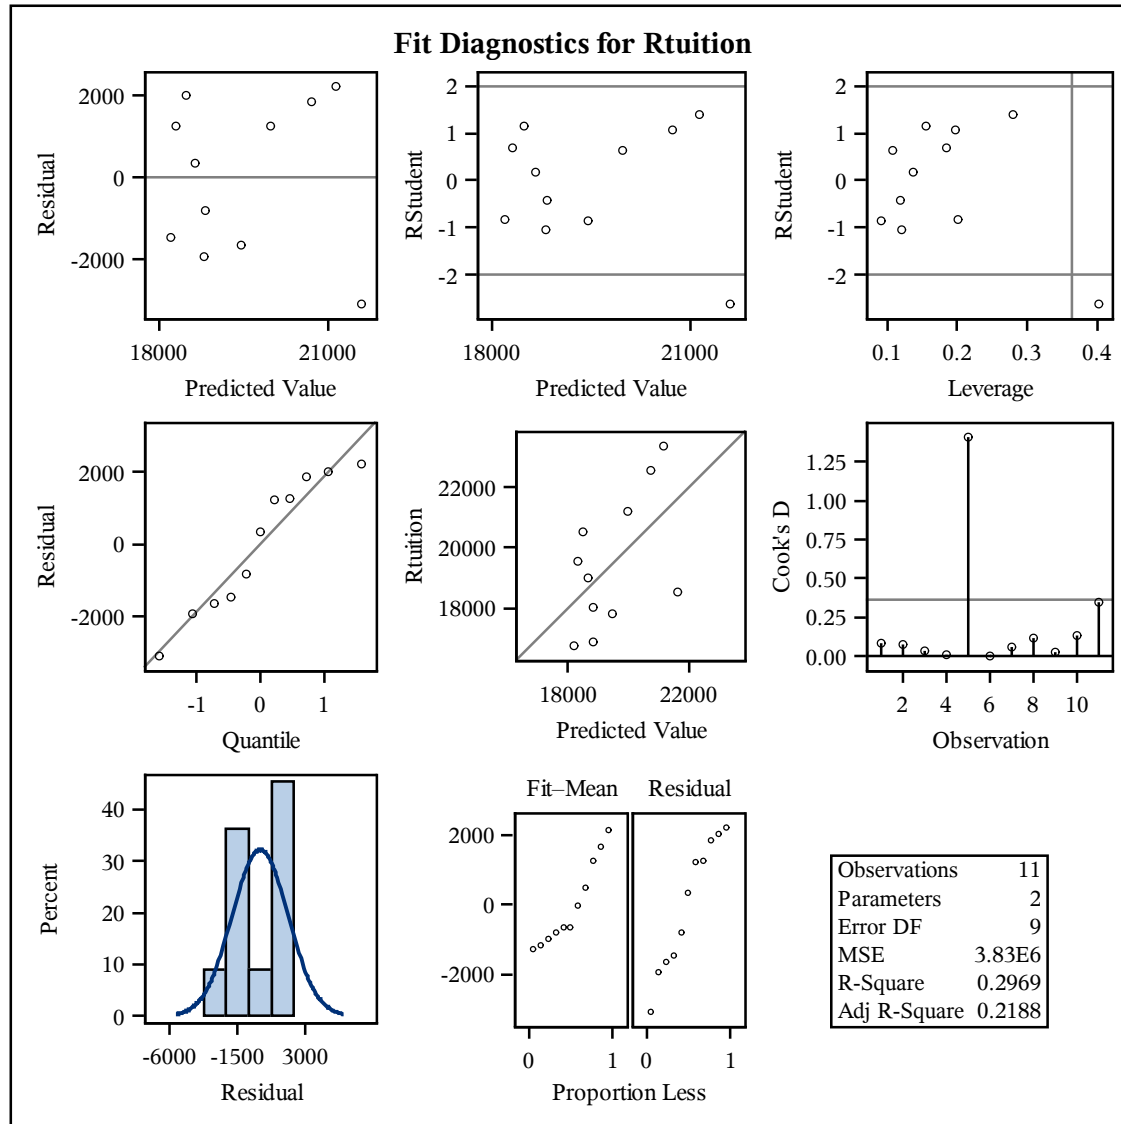 Fit Diagnostics for Rtuition
2000
0
-2000
Residual
18000 21000
Predicted Value
2
1
0
-1
-2
RStudent
18000 21000
Predicted Value
2
1
0
-1
-2
RStudent
0.1 0.2 0.3 0.4
Leverage
2000
0
-2000
Residual
-1 0 1
Quantile
22000
20000
18000
Rtuition
18000 22000
Predicted Value
1.25
1.00
0.75
0.50
0.25
0.00
Cook's D
2 4 6 8 10
Observation
40
30
20
10
0
Percent
-6000 -1500 3000
Residual
Fit–Mean Residual
2000
0
-2000
0 1 0 1
Proportion Less
Observations 11
Parameters 2
Error DF 9
MSE 3.83E6
R-Square 0.2969
Adj R-Square 0.2188